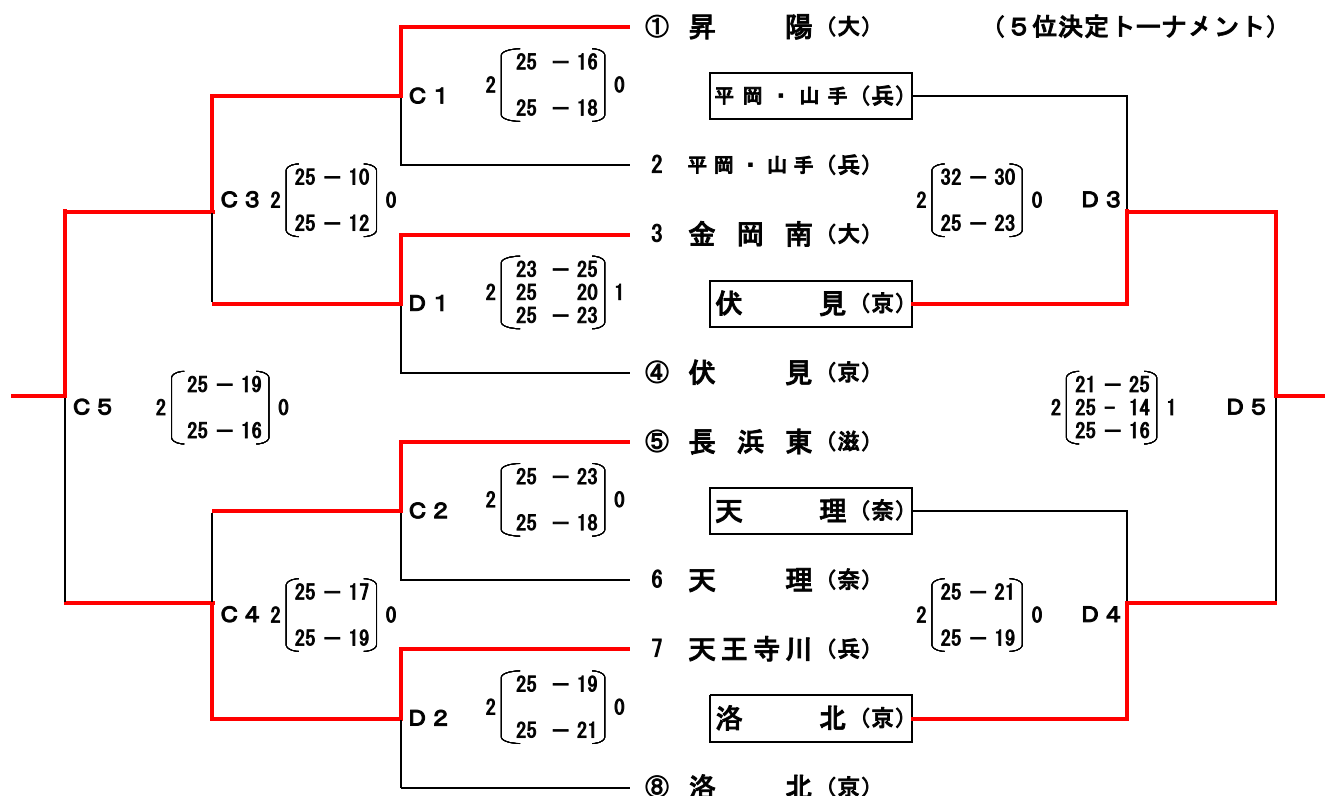 ① 昇 陽 (大) (5位決定トーナメント)
C1 2 25 － 16 0
25 － 18
平岡・山手 (兵)
2 平岡・山手 (兵)
C3 2 25 － 10 0
25 － 12
2 32 － 30 0 D3
25 － 23
3 金岡南 (大)
D1 2 23 － 25 1
25 20
25 － 23
伏 見 (京)
④ 伏 見 (京)
C5 2 25 － 19 0
25 － 16
2 21 － 25 1 D5
25 - 14
25 － 16
⑤ 長浜東 (滋)
C2 2 25 － 23 0
25 － 18
天 理 (奈)
6 天 理 (奈)
C4 2 25 － 17 0
25 － 19
2 25 － 21 0 D4
25 － 19
7 天王寺川 (兵)
D2 2 25 － 19 0
25 － 21
洛 北 (京)
⑧ 洛 北 (京)